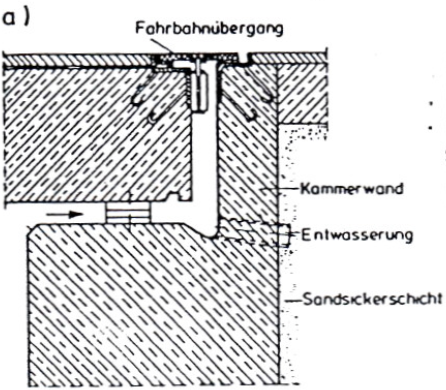 a)
Fahrbahnübergang
Kammerwand
Entwasserung
Sandsickerschicht